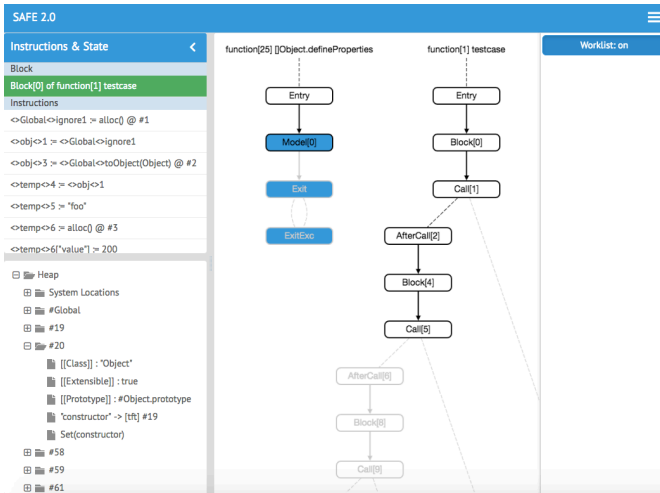 SAFE 2.0
Instructions & State
Block
Block[0] of function[1] testcase
Instructions
<>Global<>ignore1 := alloc() @ #1
<>obj<>1 := <>Global<>ignore1
<>obj<>3 := <>Global<>toObject(Object) @ #2
<>temp<>4 := <>obj<>1
<>temp<>5 := "foo"
<>temp<>6 := alloc() @ #3
<>temp<>6["value"] := 200
Heap
System Locations
#Global
#19
#20
[[Class]] : "Object"
[[Extensible]] : true
[[Prototype]] : #Object.prototype
"constructor" -> [tft] #19
Set(constructor)
#58
#59
#61
function[25] []Object.defineProperties
Entry
Model[0]
Exit
ExitExc
function[1] testcase
Entry
Block[0]
Call[1]
AfterCall[2]
Block[4]
Call[5]
AfterCall[6]
Block[8]
Call[9]
Worklist: on